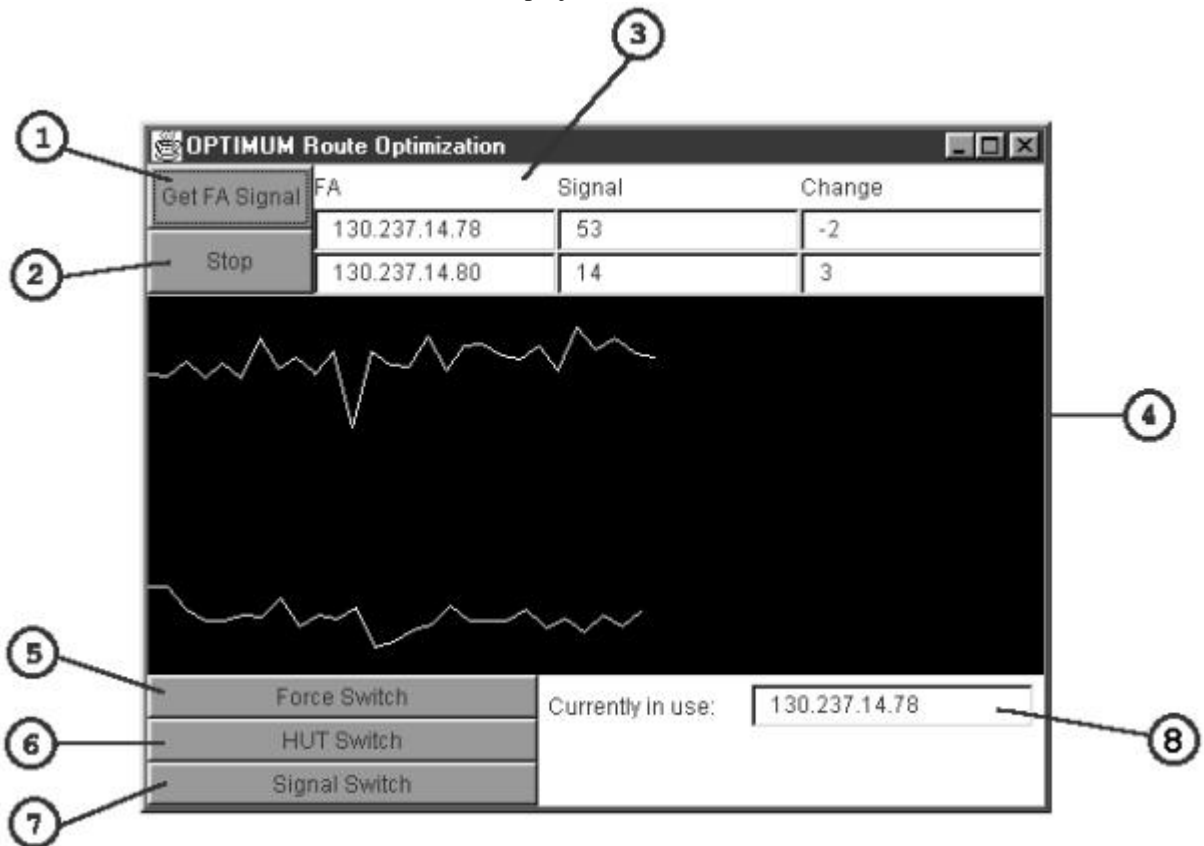 3
1
OPTIMUM Route Optimization
Get FA Signal
FA Signal Change
130.237.14.78 53 -2
2
Stop
130.237.14.80 14 3
4
5
Force Switch
Currently in use: 130.237.14.78
6
HUT Switch
8
7
Signal Switch